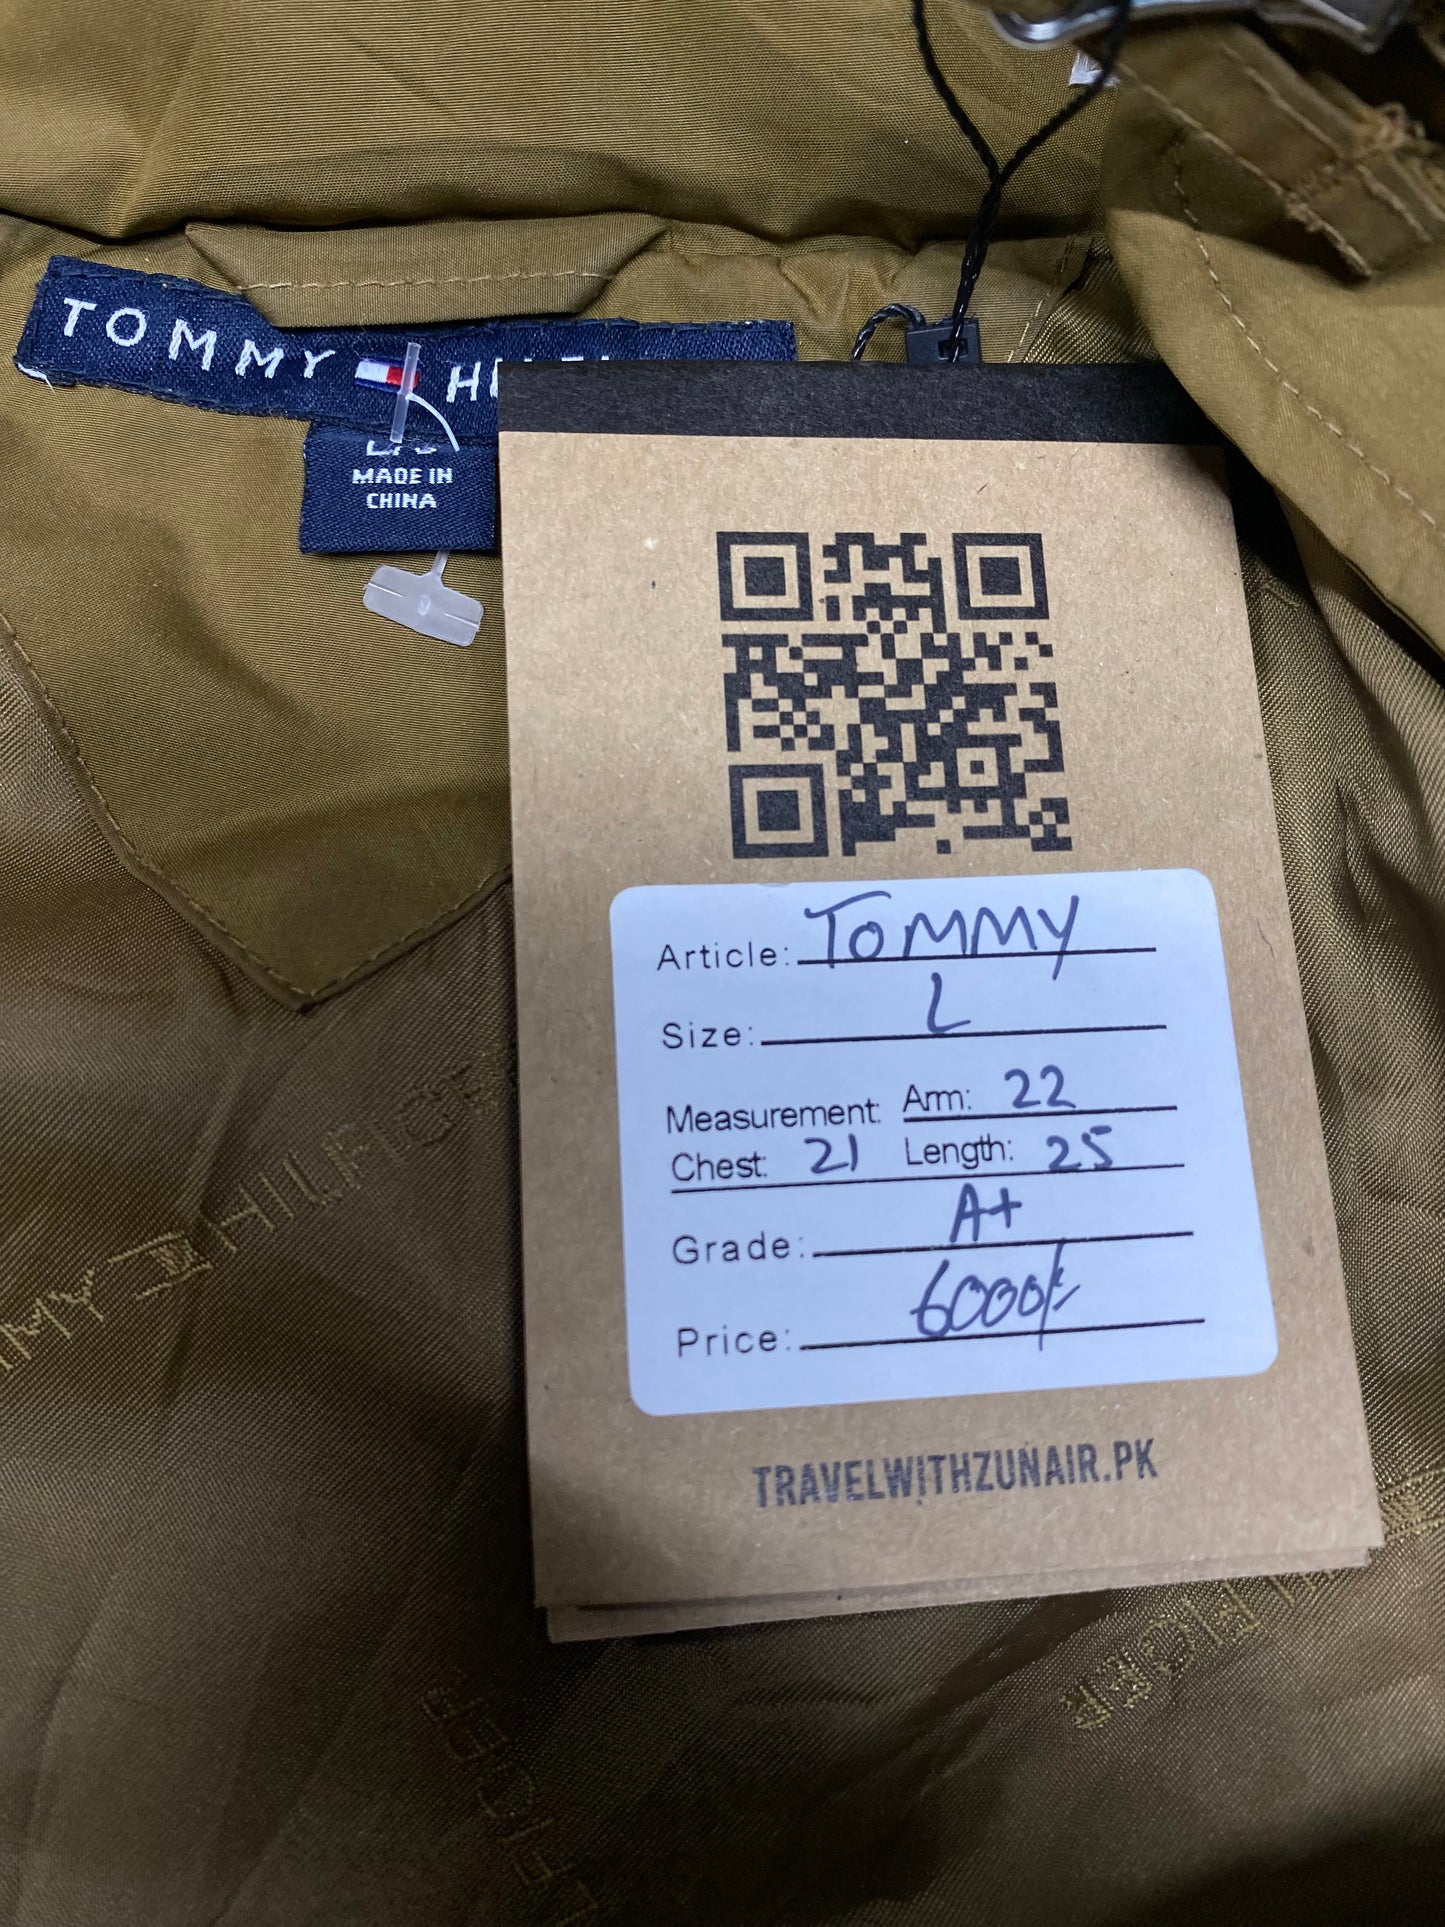 TOMMY
MADE IN
CHINA
Article: TOMMY
Size: L
Measurement: Arm: 22
Chest: 21 Length: 25
Grade: A+
Price: 6000/-
TRAVELWITHZUNAIR.PK
HILFIGER